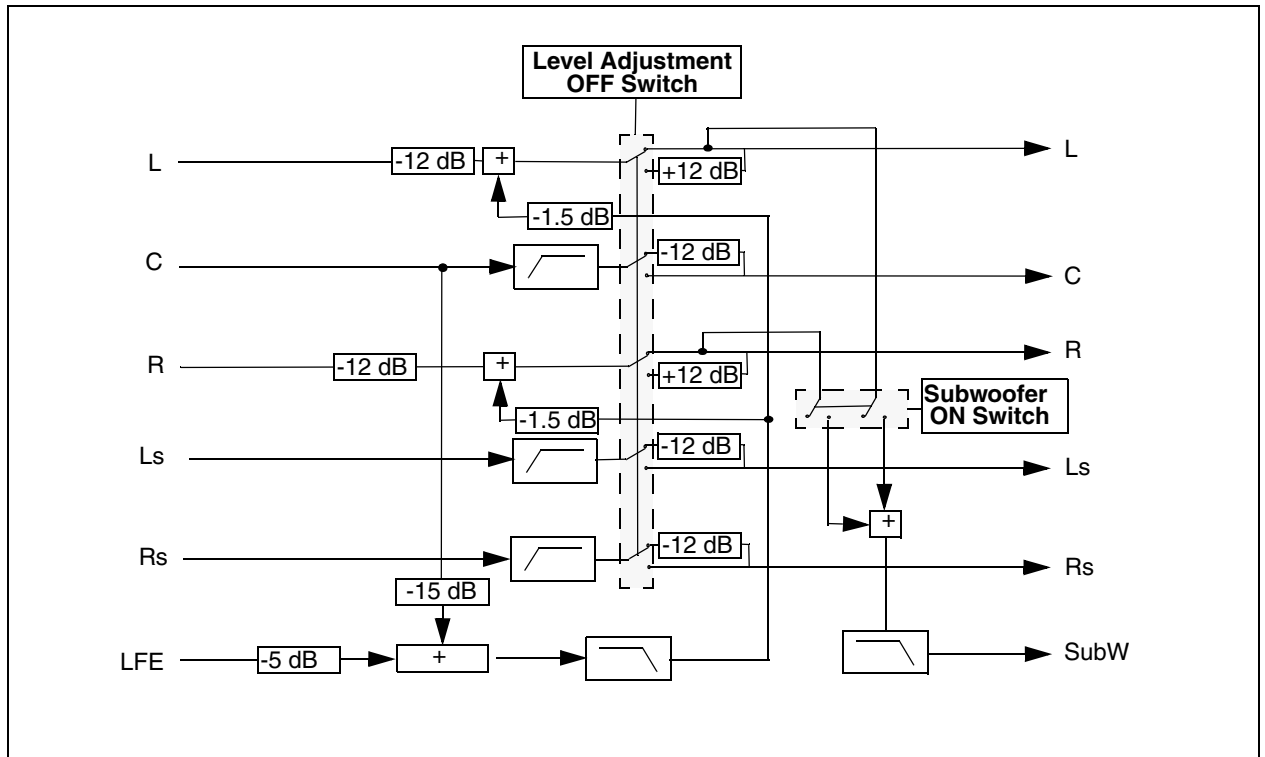 Level Adjustment
OFF Switch
L
-12 dB
+
+12 dB
L
-1.5 dB
C
-12 dB
C
R
-12 dB
+
+12 dB
R
-1.5 dB
Subwoofer
ON Switch
Ls
-12 dB
Ls
+
Rs
-12 dB
Rs
-15 dB
LFE
-5 dB
+
SubW